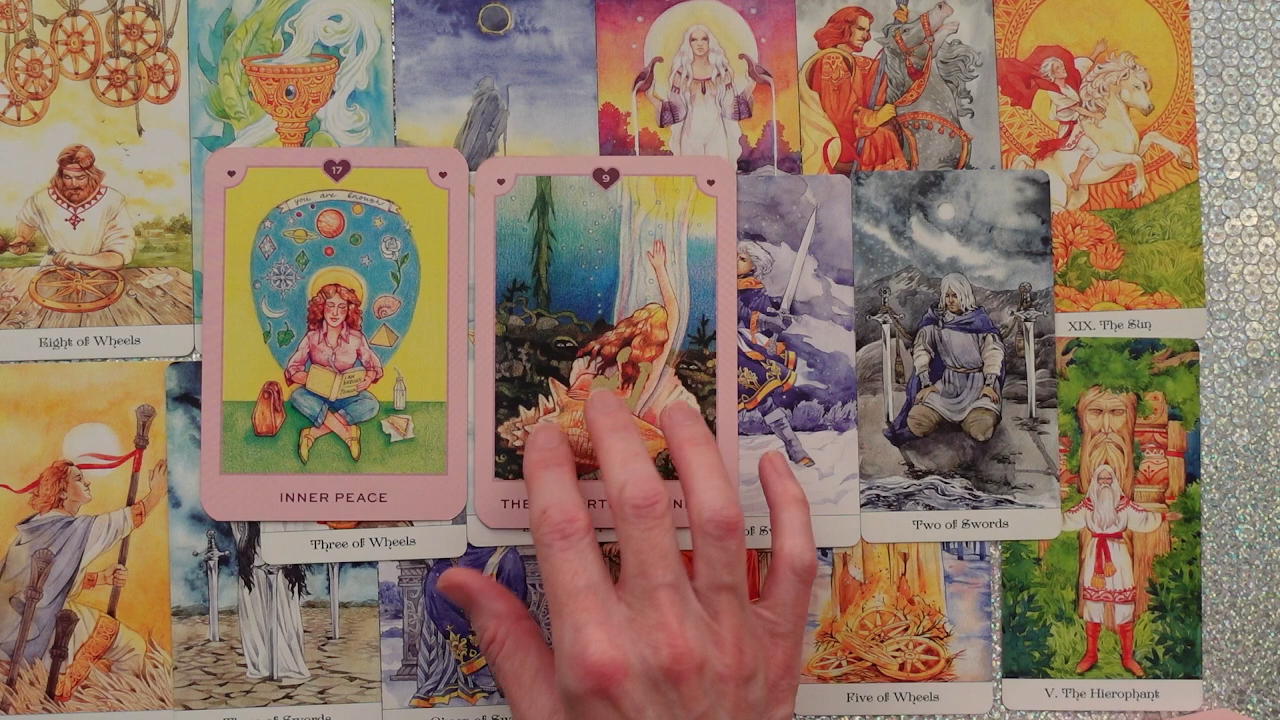 17
9
you are enough
Eight of Wheels
XIX. The Sun
INNER PEACE
Three of Wheels
Two of Swords
Five of Wheels
V. The Hierophant